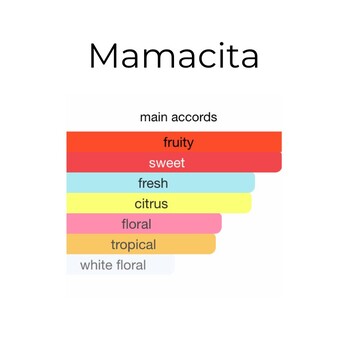 Mamacita
main accords
fruity
sweet
fresh
citrus
floral
tropical
white floral